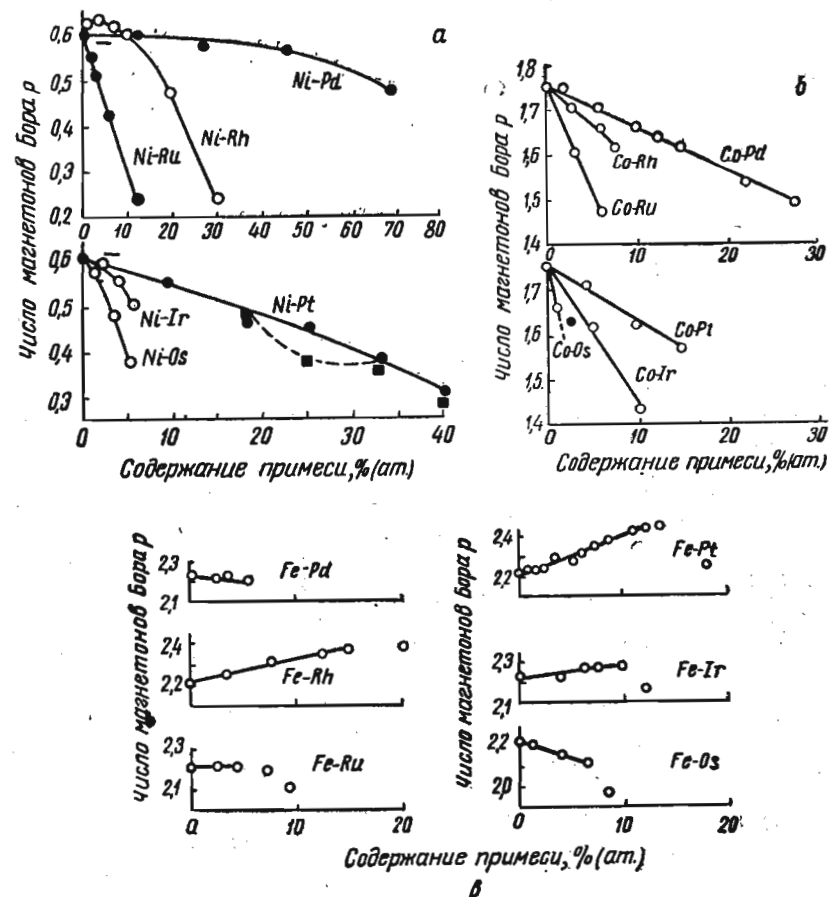 а
Число магнетонов Бора р
0,6
0,5
0,4
0,3
0,2
Ni-Pd
Ni-Rh
Ni-Ru
0 10 20 30 40 50 60 70 80
Число магнетонов Бора р
0,6
0,5
0,4
0,3
Ni-Pt
Ni-Ir
Ni-Os
0 10 20 30 40
Содержание примеси, % (ат.)
б
Число магнетонов Бора р
1,8
1,7
1,6
1,5
1,4
Co-Pd
Co-Rh
Co-Ru
0 10 20 30
1,7
1,6
1,5
1,4
Co-Pt
Co-Os
Co-Ir
0 10 20 30
Содержание примеси, % (ат.)
Число магнетонов Бора р
2,3
2,1
Fe-Pd
2,4
2,2
Fe-Rh
2,3
2,1
Fe-Ru
0 10 20
Число магнетонов Бора р
2,4
2,2
Fe-Pt
2,3
2,1
Fe-Ir
2,2
2,0
Fe-Os
0 10 20
Содержание примеси, % (ат.)
в